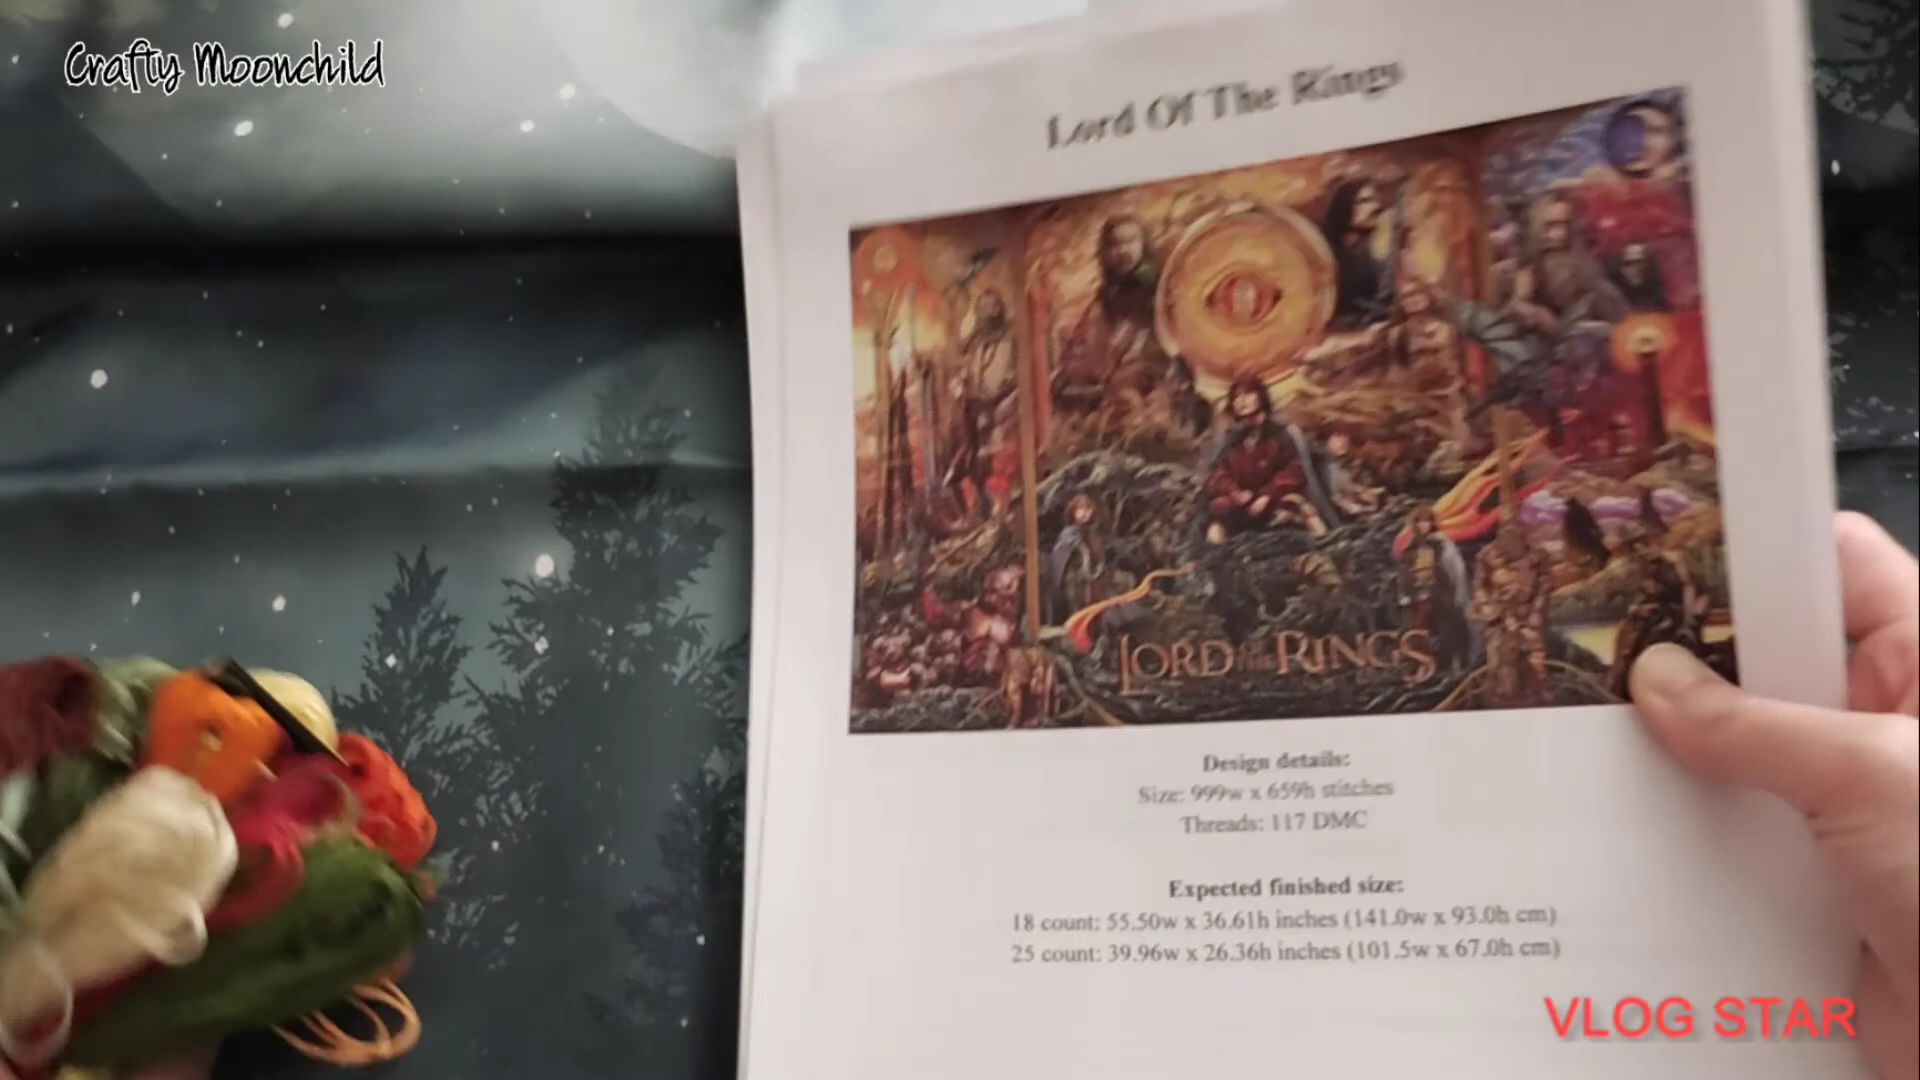 Crafty Moonchild
Lord Of The Rings
LORD OF THE RINGS
Design details:
Size: 999w x 659h stitches
Threads: 117 DMC
Expected finished size:
18 count: 55.50w x 36.61h inches (141.0w x 93.0h cm)
25 count: 39.96w x 26.36h inches (101.5w x 67.0h cm)
VLOG STAR